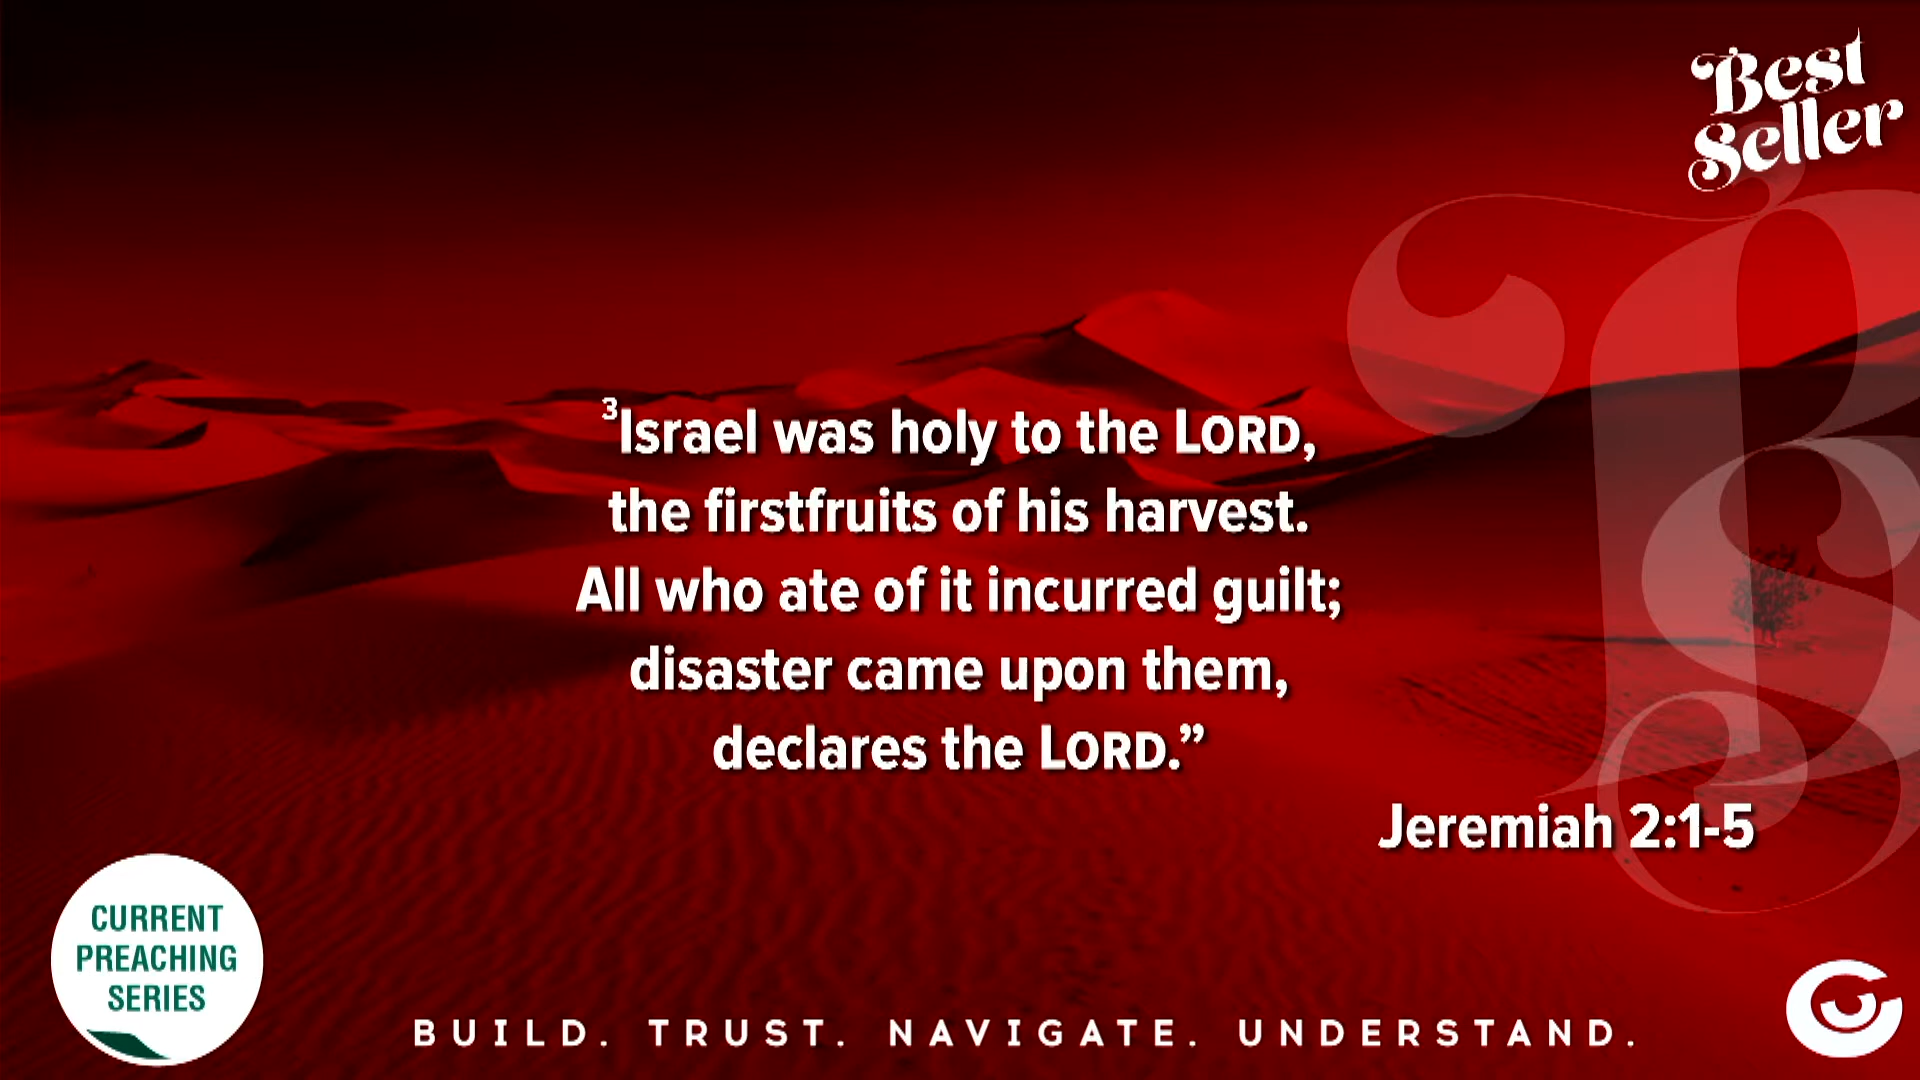 Best
Seller
³Israel was holy to the LORD,
the firstfruits of his harvest.
All who ate of it incurred guilt;
disaster came upon them,
declares the LORD.”
Jeremiah 2:1-5
CURRENT
PREACHING
SERIES
BUILD. TRUST. NAVIGATE. UNDERSTAND.